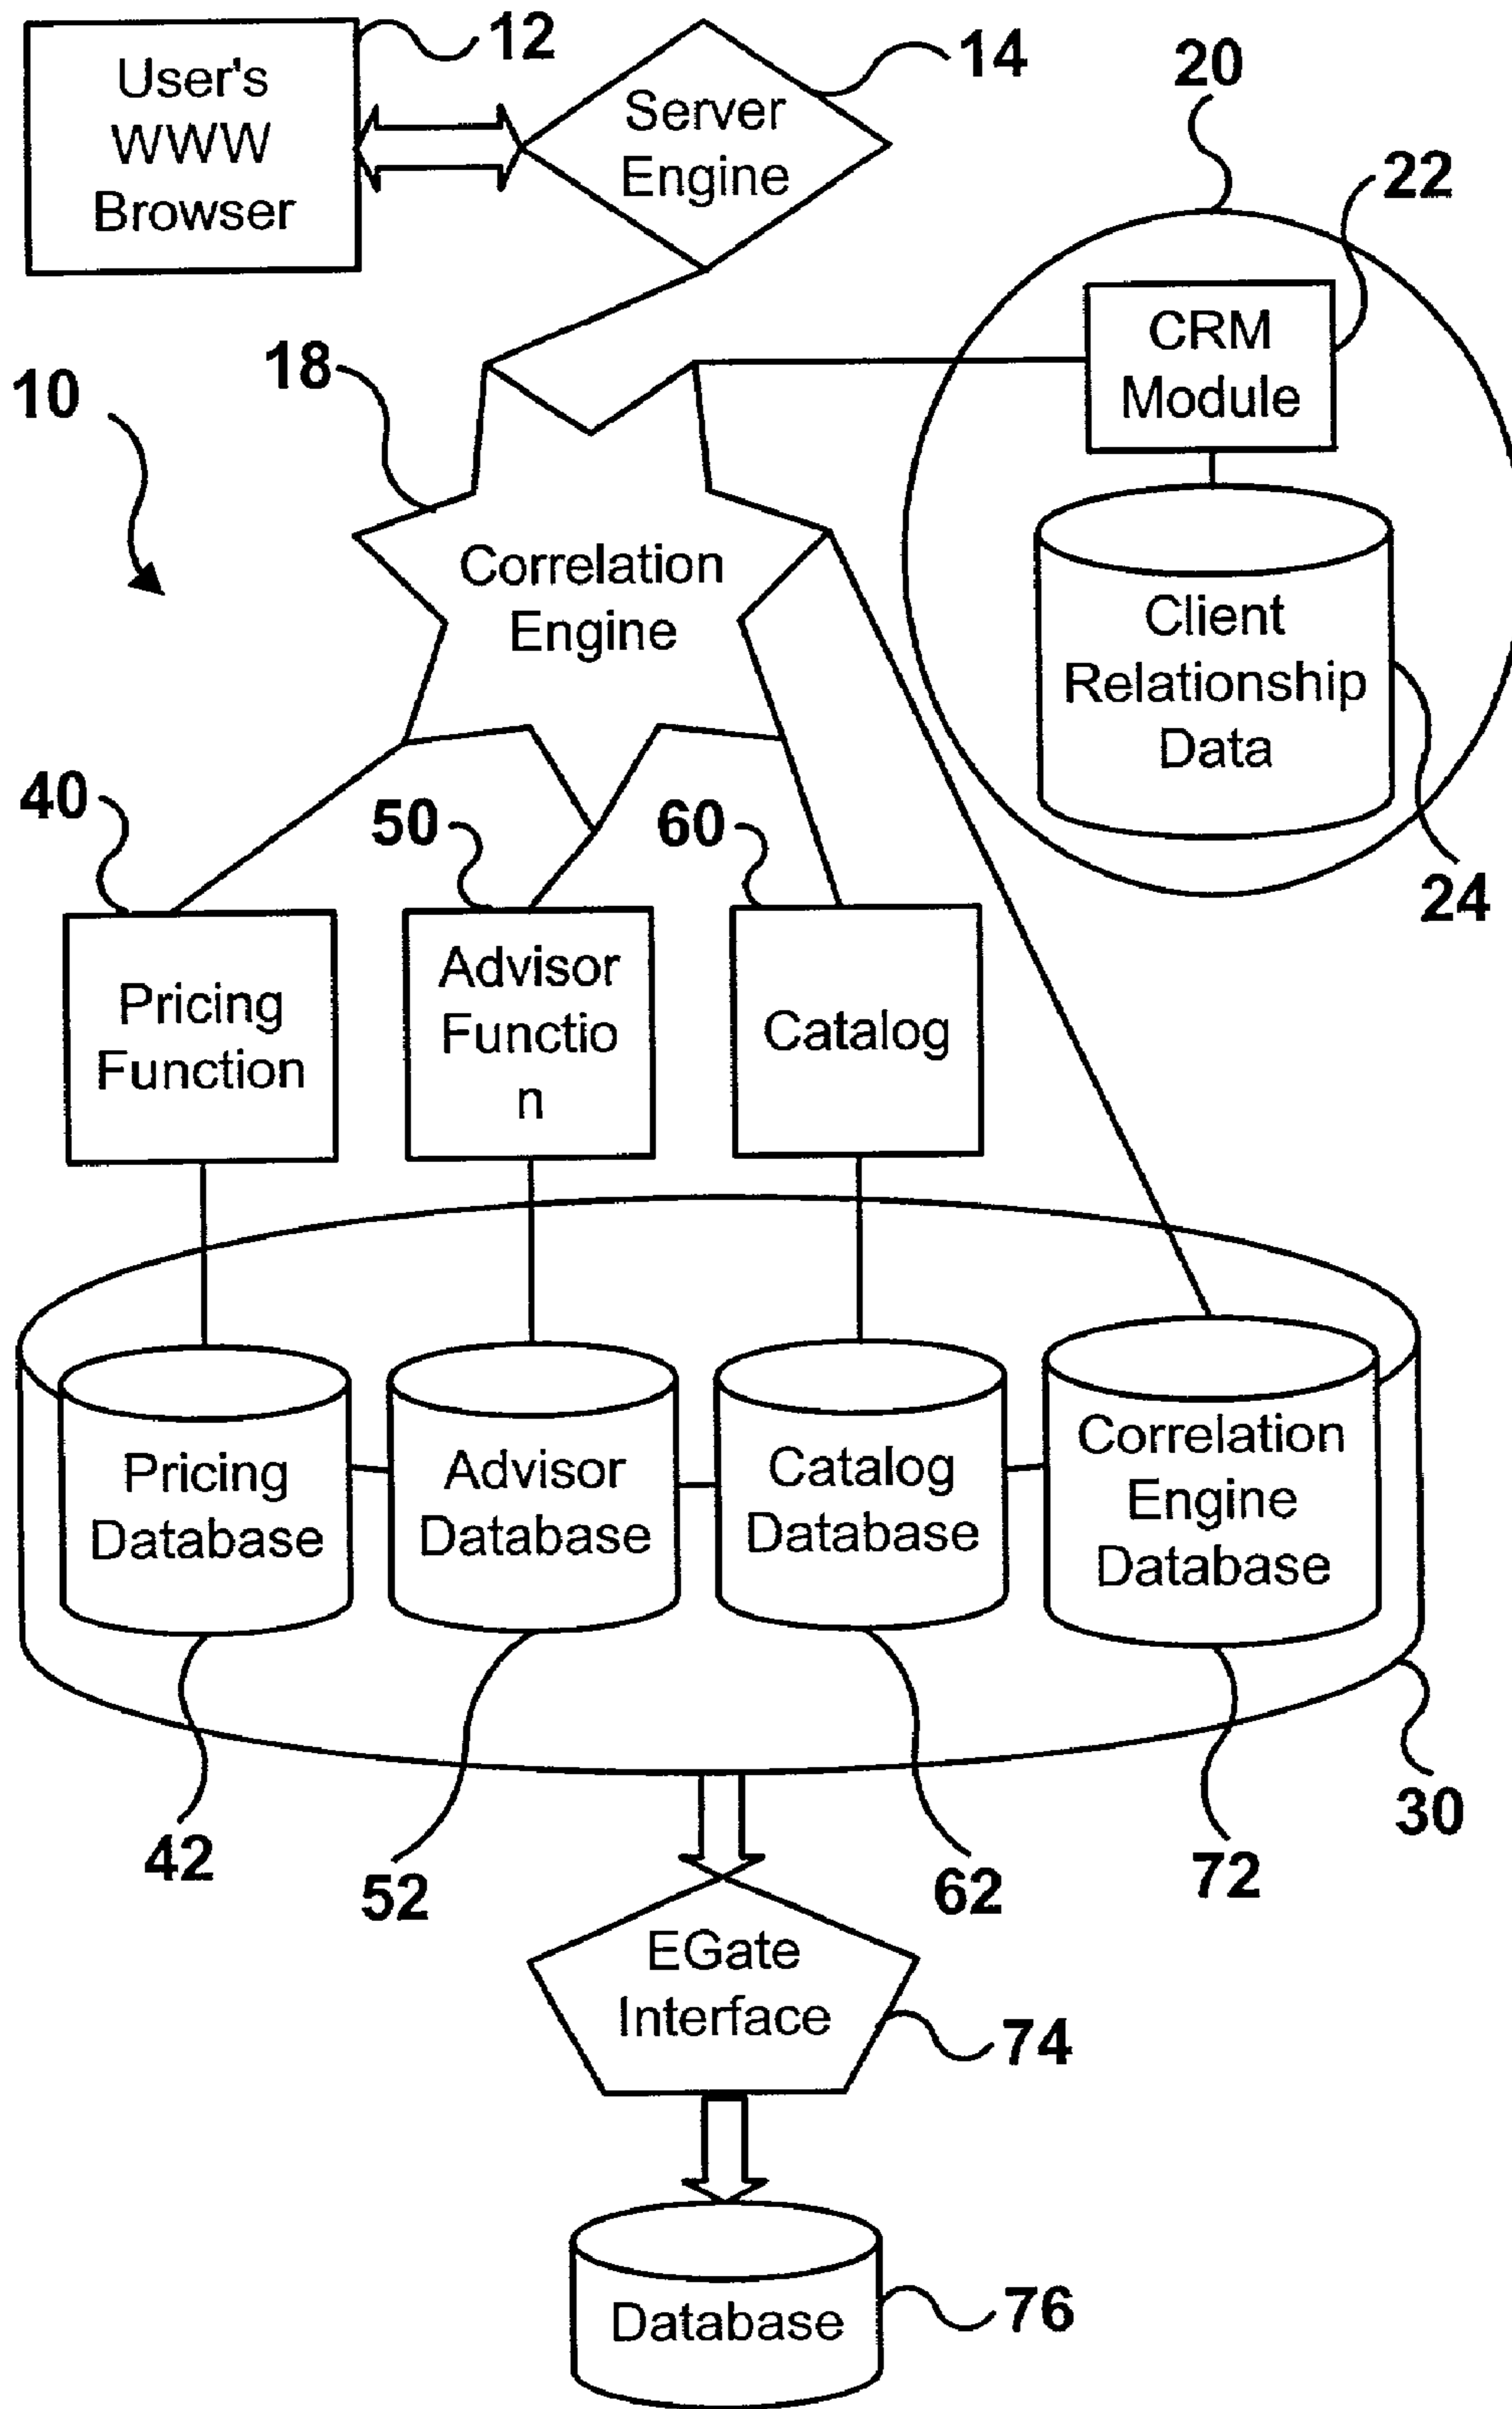 12
User's
WWW
Browser
14
Server
Engine
20
22
CRM
Module
18
10
Correlation
Engine
Client
Relationship
Data
24
40
50
60
Pricing
Function
Advisor
Functio
n
Catalog
Pricing
Database
Advisor
Database
Catalog
Database
Correlation
Engine
Database
42
52
62
72
30
EGate
Interface
74
Database
76